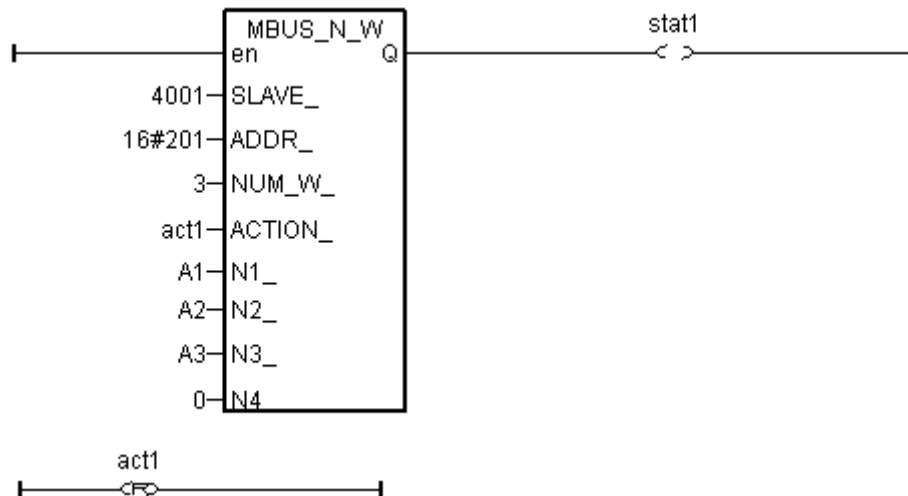 MBUS_N_W
stat1
en Q
4001 SLAVE_
16#201 ADDR_
3 NUM_W_
act1 ACTION_
A1 N1_
A2 N2_
A3 N3_
0 N4
act1
R